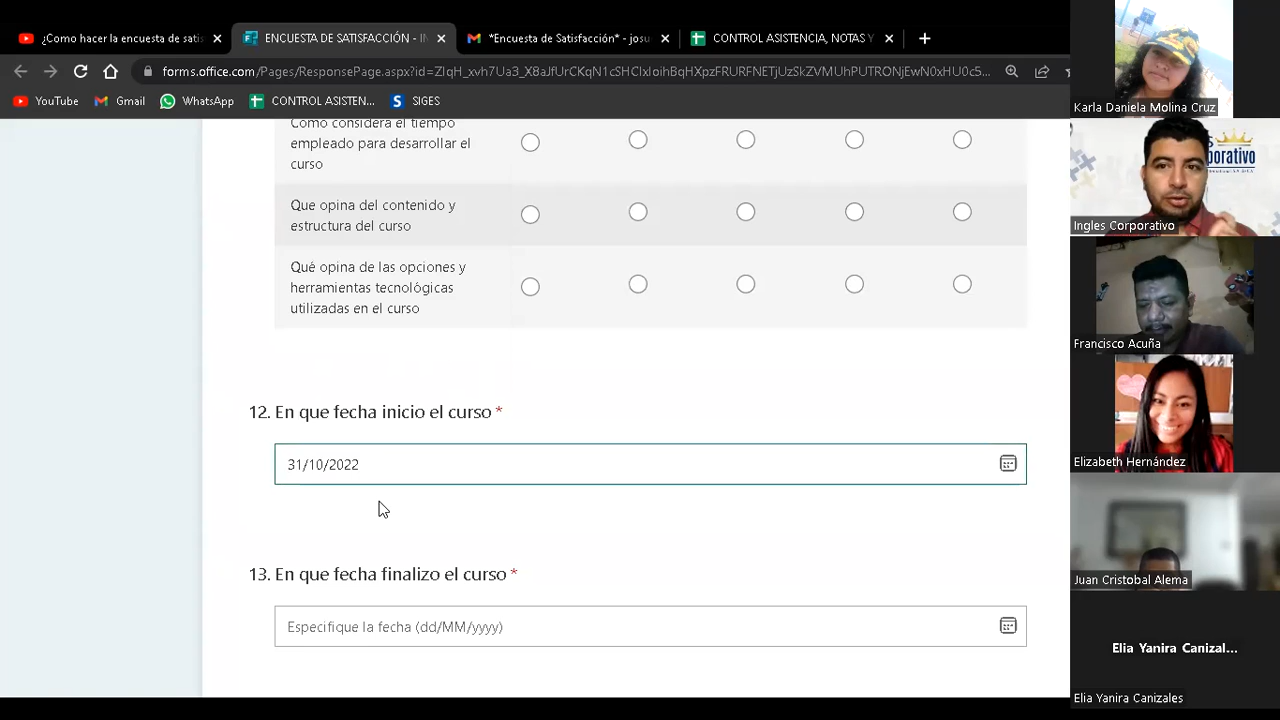 ¿Como hacer la encuesta de satis
ENCUESTA DE SATISFACCIÓN - I
*Encuesta de Satisfacción* - josu
CONTROL ASISTENCIA, NOTAS Y
forms.office.com/Pages/ResponsePage.aspx?id=
YouTube
Gmail
WhatsApp
CONTROL ASISTEN...
SIGES
Como considera el tiempo
empleado para desarrollar el
curso
Que opina del contenido y
estructura del curso
Qué opina de las opciones y
herramientas tecnológicas
utilizadas en el curso
12. En que fecha inicio el curso *
31/10/2022
13. En que fecha finalizo el curso *
Especifique la fecha (dd/MM/yyyy)
Karla Daniela Molina Cruz
porativo
Ingles Corporativo
Francisco Acuña
Elizabeth Hernández
Juan Cristobal Alema
Elia Yanira Canizal...
Elia Yanira Canizales